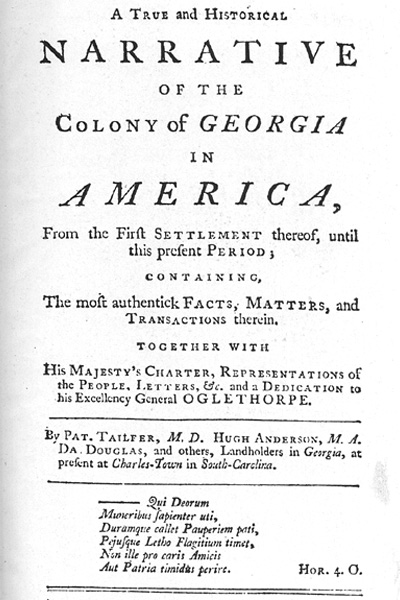 A TRUE and HISTORICAL
NARRATIVE
OF THE
COLONY of GEORGIA
IN
AMERICA,
From the First SETTLEMENT thereof, until
this present PERIOD;
CONTAINING,
The most authentick FACTS, MATTERS, and
TRANSACTIONS therein.
TOGETHER WITH
HIS MAJESTY'S CHARTER, REPRESENTATIONS of
the PEOPLE, LETTERS, &c. and a DEDICATION to
his Excellency General OGLETHORPE.
By PAT. TAILFER, M. D. HUGH ANDERSON, M. A.
DA. DOUGLAS, and others, Landholders in Georgia, at
present at Charles-Town in South-Carolina.
——— Qui Deorum
Muneribus sapienter uti,
Duramque callet Pauperiem pati,
Pejusque Letho Flagitium timet,
Non ille pro caris Amicis
Aut Patria timidus perire. HOR. 4. O.